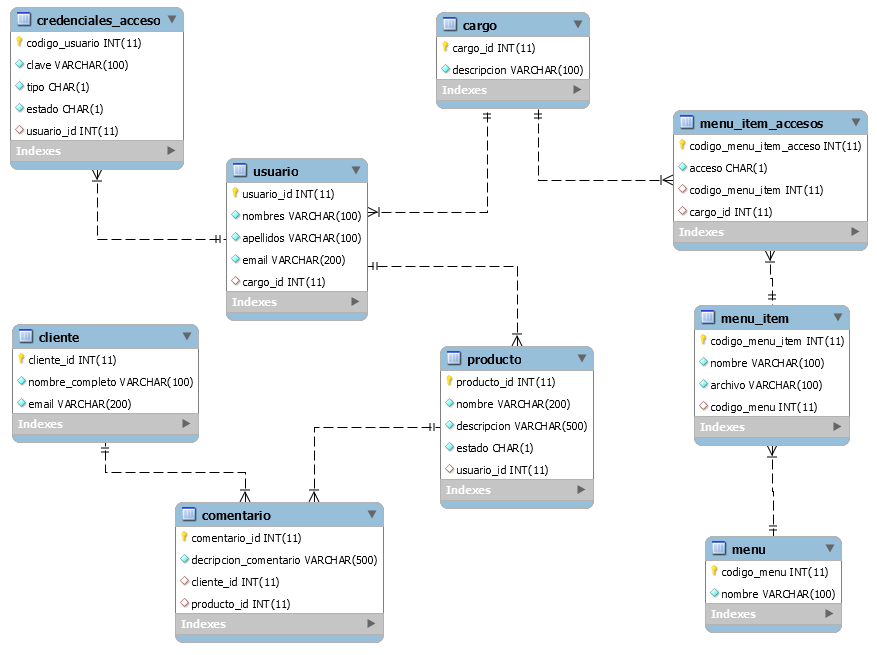 credenciales_acceso
codigo_usuario INT(11)
clave VARCHAR(100)
tipo CHAR(1)
estado CHAR(1)
usuario_id INT(11)
Indexes
cargo
cargo_id INT(11)
descripcion VARCHAR(100)
Indexes
menu_item_accesos
codigo_menu_item_acceso INT(11)
acceso CHAR(1)
codigo_menu_item INT(11)
cargo_id INT(11)
Indexes
usuario
usuario_id INT(11)
nombres VARCHAR(100)
apellidos VARCHAR(100)
email VARCHAR(200)
cargo_id INT(11)
Indexes
cliente
cliente_id INT(11)
nombre_completo VARCHAR(100)
email VARCHAR(200)
Indexes
producto
producto_id INT(11)
nombre VARCHAR(200)
descripcion VARCHAR(500)
estado CHAR(1)
usuario_id INT(11)
Indexes
menu_item
codigo_menu_item INT(11)
nombre VARCHAR(100)
archivo VARCHAR(100)
codigo_menu INT(11)
Indexes
comentario
comentario_id INT(11)
decripcion_comentario VARCHAR(500)
cliente_id INT(11)
producto_id INT(11)
Indexes
menu
codigo_menu INT(11)
nombre VARCHAR(100)
Indexes